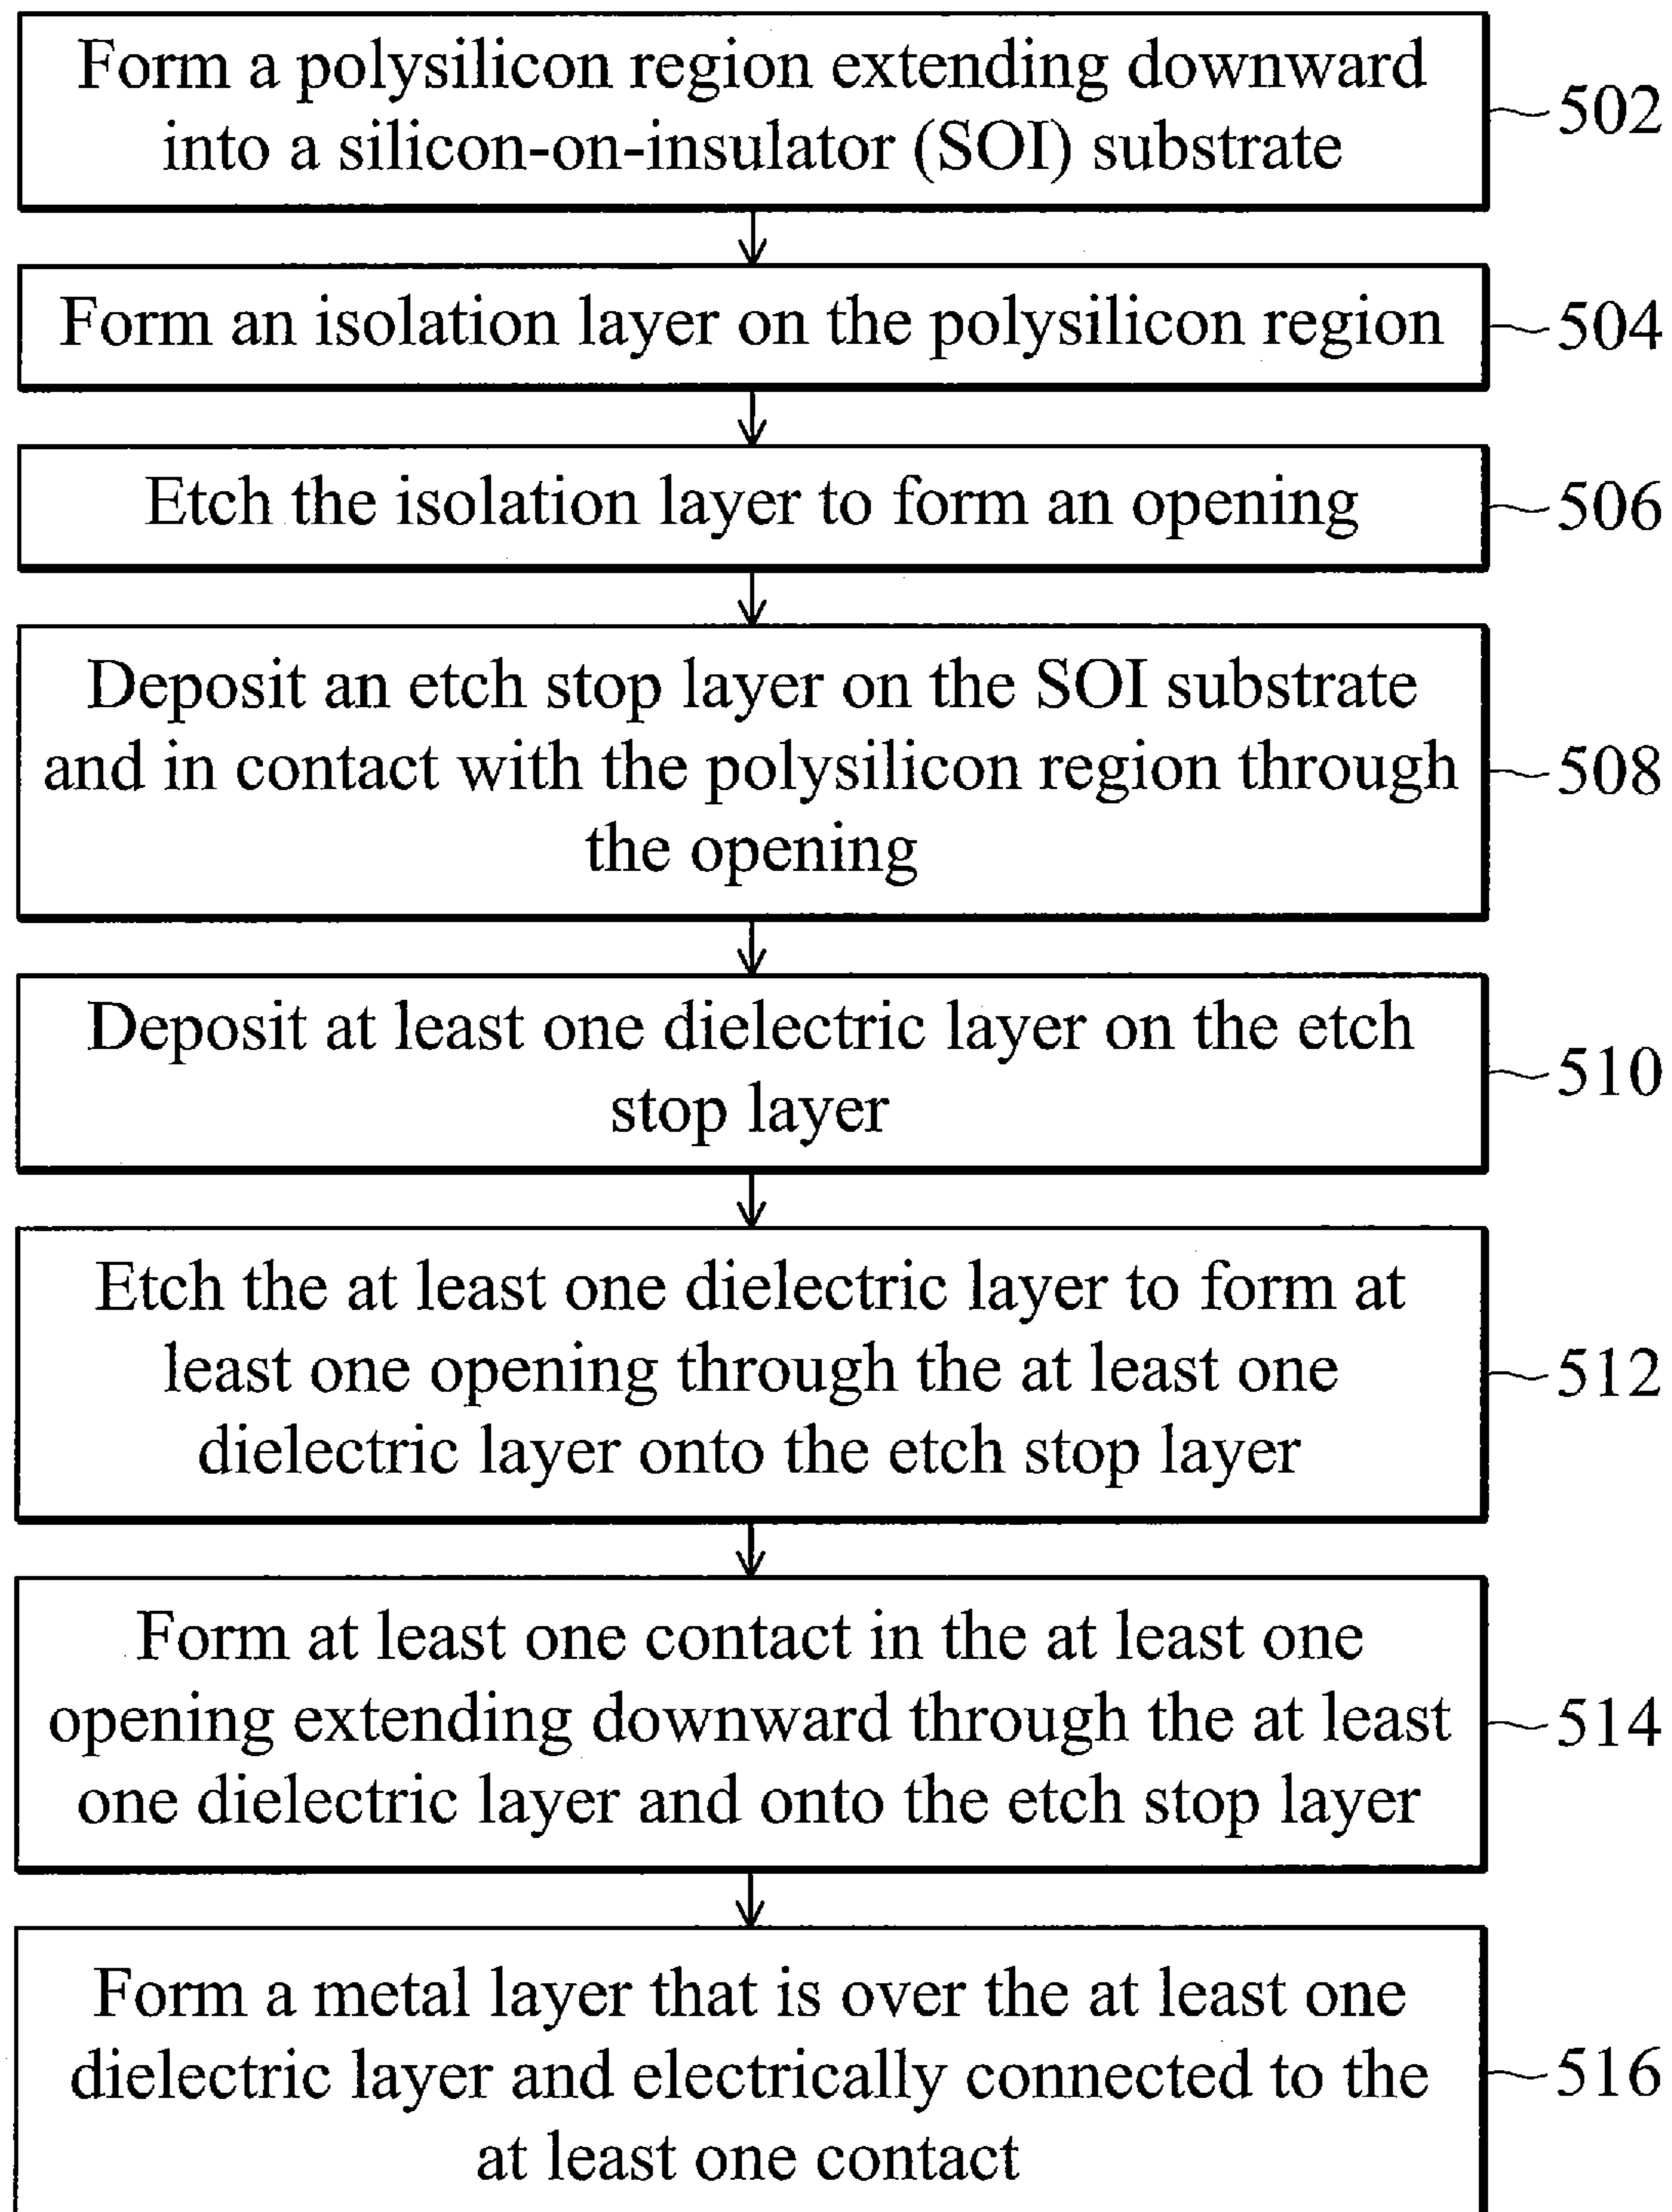 Form a polysilicon region extending downward
into a silicon-on-insulator (SOI) substrate
502
Form an isolation layer on the polysilicon region
504
Etch the isolation layer to form an opening
506
Deposit an etch stop layer on the SOI substrate
and in contact with the polysilicon region through
the opening
508
Deposit at least one dielectric layer on the etch
stop layer
510
Etch the at least one dielectric layer to form at
least one opening through the at least one
dielectric layer onto the etch stop layer
512
Form at least one contact in the at least one
opening extending downward through the at least
one dielectric layer and onto the etch stop layer
514
Form a metal layer that is over the at least one
dielectric layer and electrically connected to the
at least one contact
516